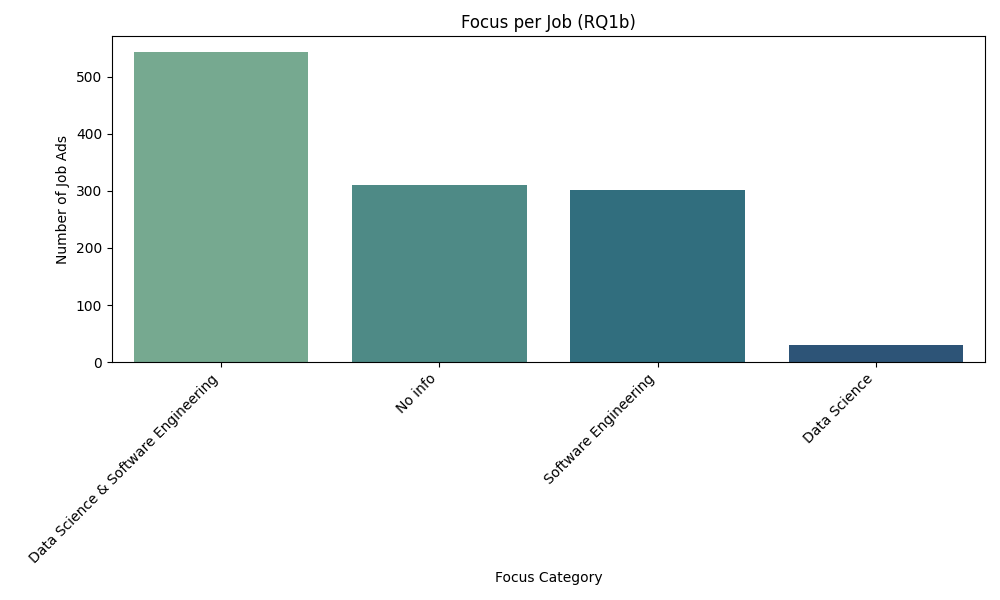 Focus per Job (RQ1b)
Number of Job Ads
500
400
300
200
100
0
Data Science & Software Engineering
No info
Software Engineering
Data Science
Focus Category